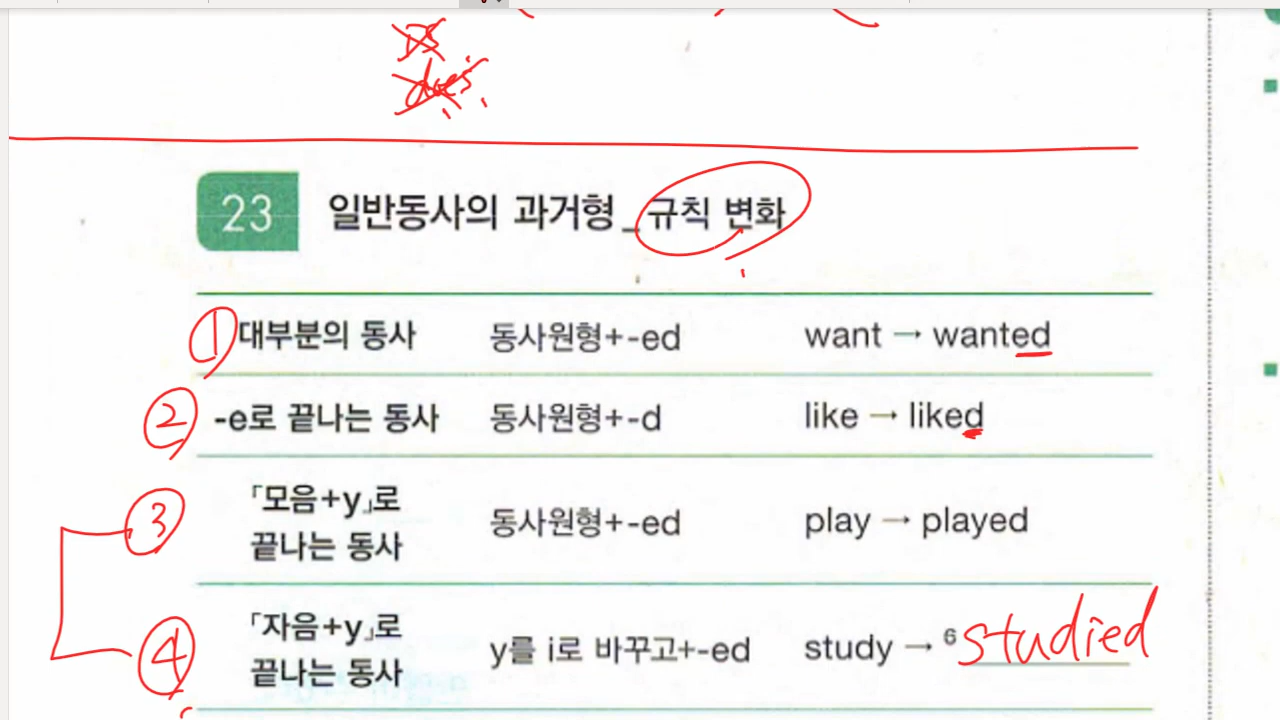 does
23 일반동사의 과거형_규칙 변화
① 대부분의 동사 동사원형+-ed want → wanted
② -e로 끝나는 동사 동사원형+-d like → liked
③ 「모음+y」로
끝나는 동사 동사원형+-ed play → played
④ 「자음+y」로
끝나는 동사 y를 i로 바꾸고+-ed study → 6 studied